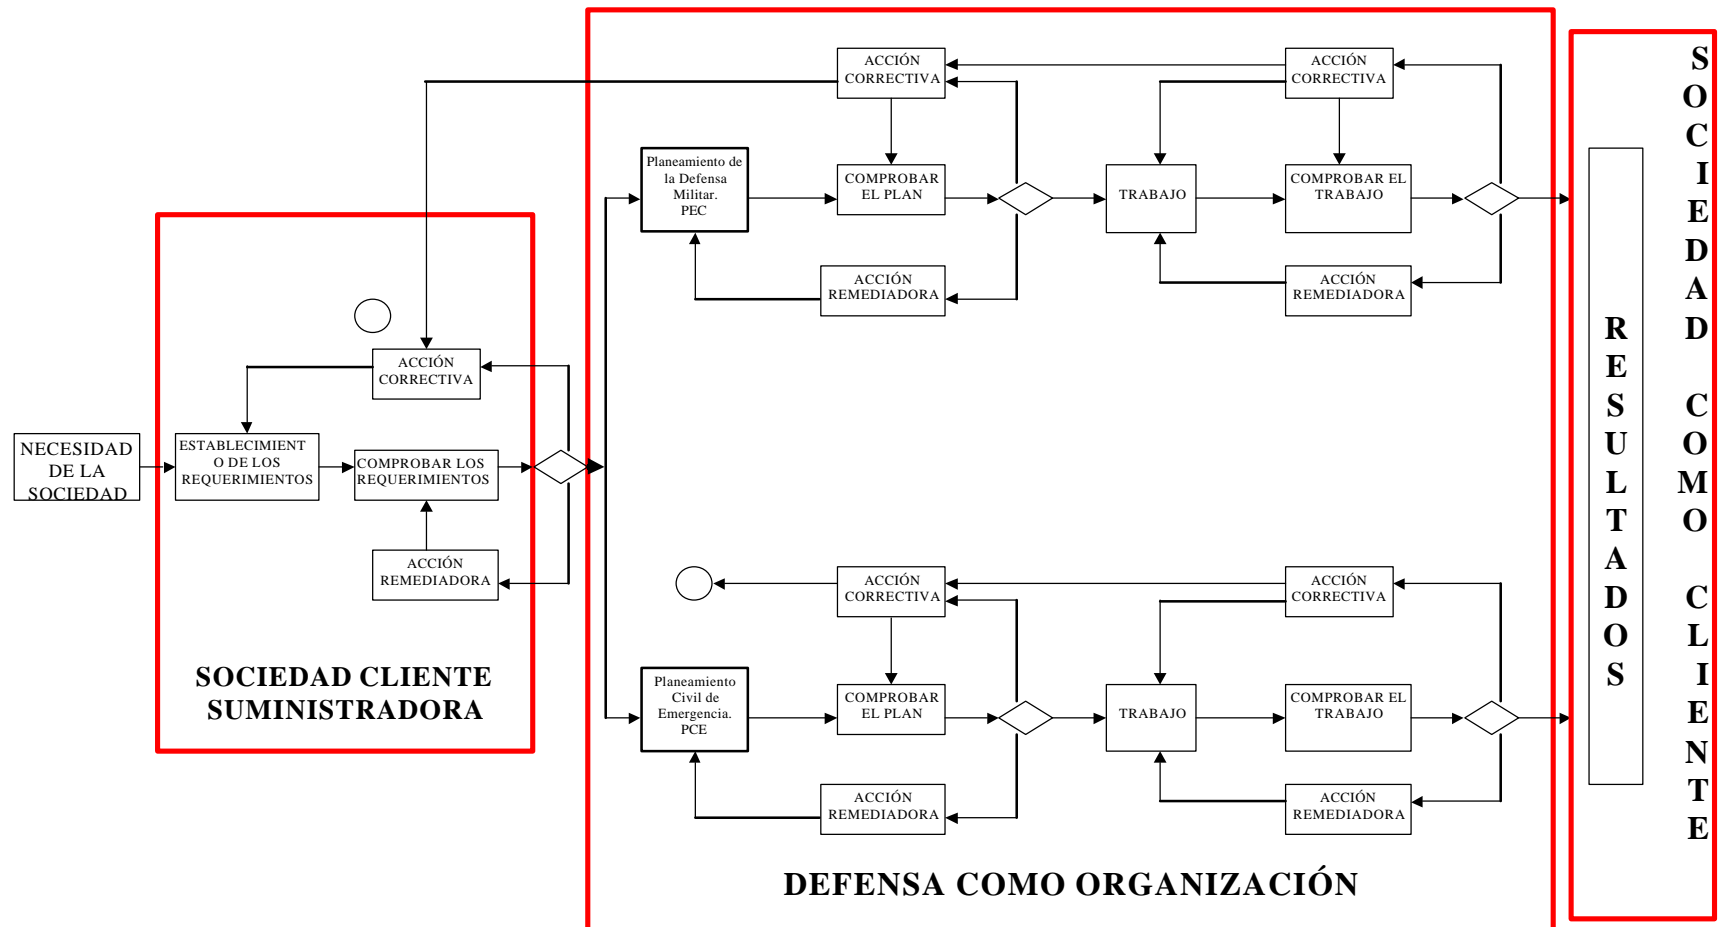 NECESIDAD
DE LA
SOCIEDAD
ESTABLECIMIENT
O DE LOS
REQUERIMIENTOS
ACCIÓN
CORRECTIVA
COMPROBAR LOS
REQUERIMIENTOS
ACCIÓN
REMEDIADORA
SOCIEDAD CLIENTE
SUMINISTRADORA
ACCIÓN
CORRECTIVA
Planeamiento de
la Defensa
Militar.
PEC
COMPROBAR
EL PLAN
ACCIÓN
REMEDIADORA
ACCIÓN
CORRECTIVA
TRABAJO
COMPROBAR EL
TRABAJO
ACCIÓN
REMEDIADORA
ACCIÓN
CORRECTIVA
Planeamiento
Civil de
Emergencia.
PCE
COMPROBAR
EL PLAN
ACCIÓN
REMEDIADORA
ACCIÓN
CORRECTIVA
TRABAJO
COMPROBAR EL
TRABAJO
ACCIÓN
REMEDIADORA
DEFENSA COMO ORGANIZACIÓN
RESULTADOS
SOCIEDAD COMO CLIENTE